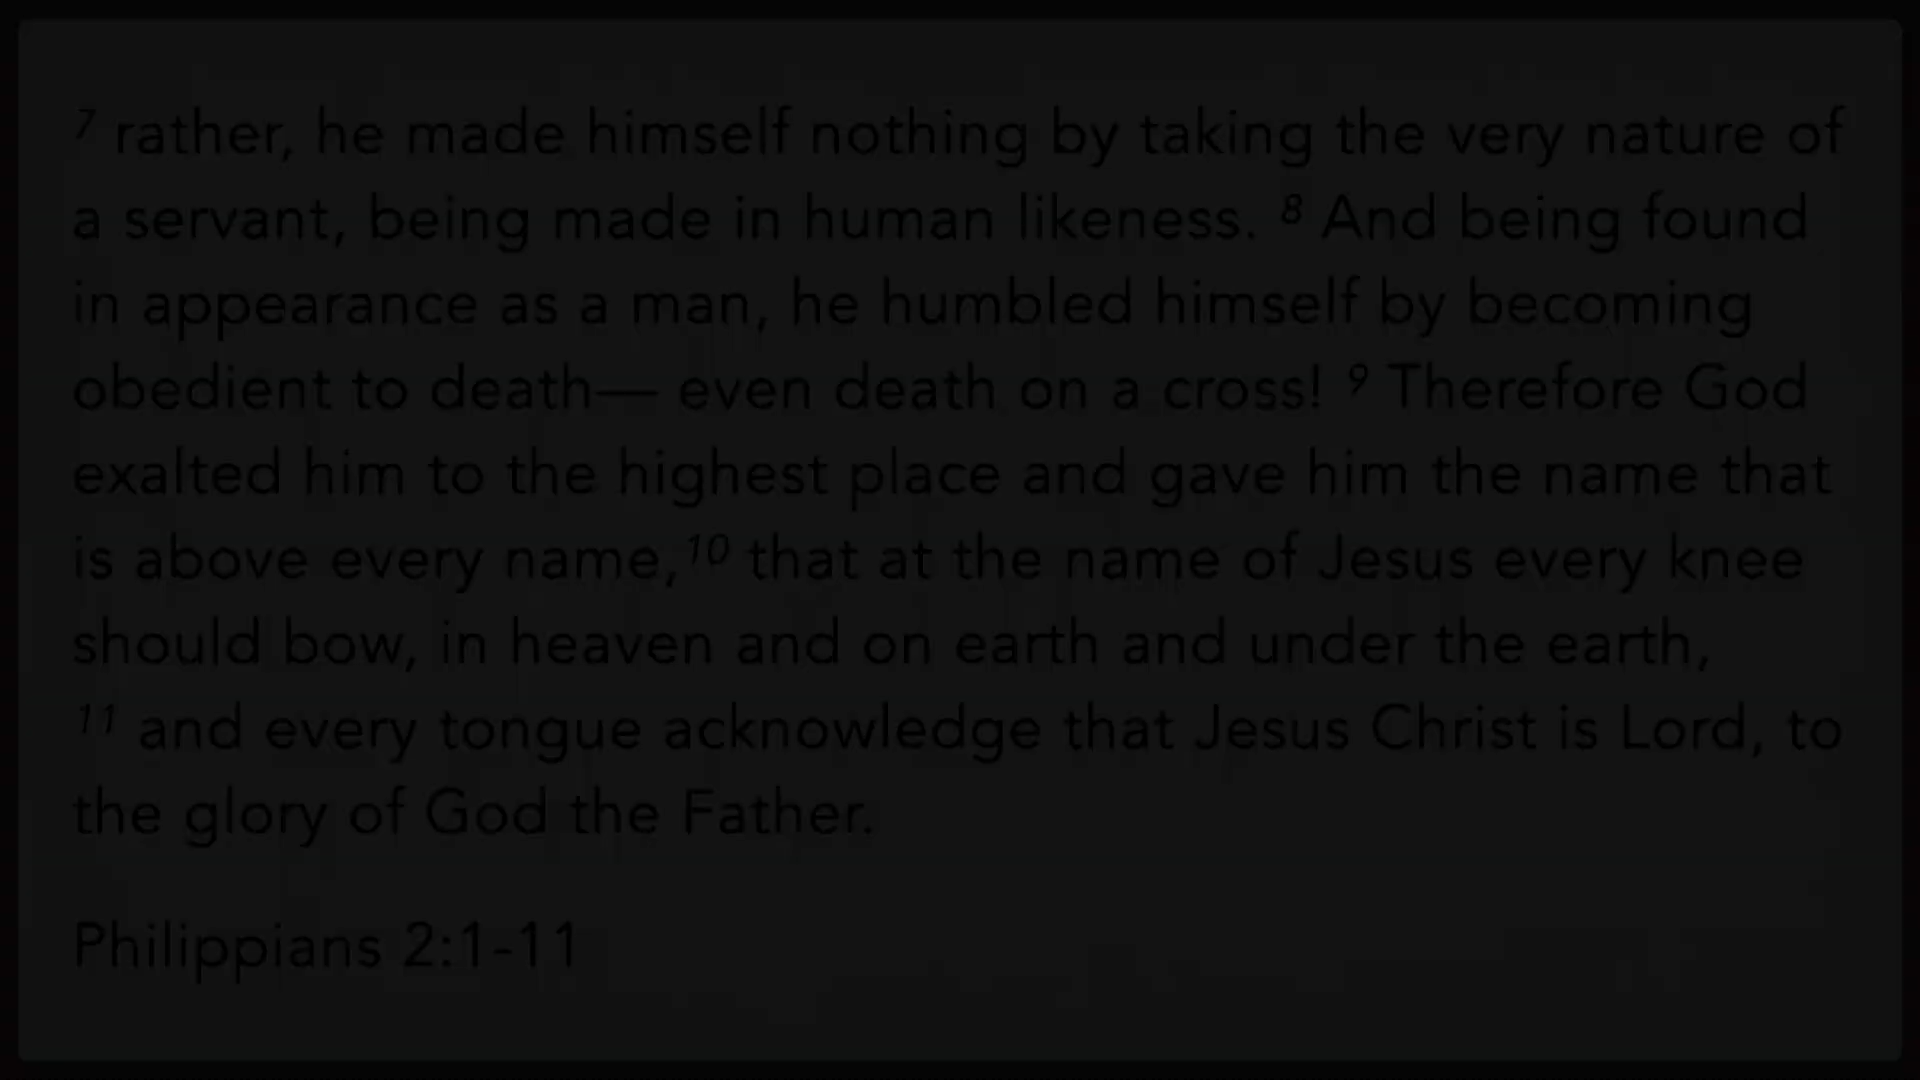 7 rather, he made himself nothing by taking the very nature of
a servant, being made in human likeness. 8 And being found
in appearance as a man, he humbled himself by becoming
obedient to death— even death on a cross! 9 Therefore God
exalted him to the highest place and gave him the name that
is above every name,10 that at the name of Jesus every knee
should bow, in heaven and on earth and under the earth,
11 and every tongue acknowledge that Jesus Christ is Lord, to
the glory of God the Father.
Philippians 2:1-11